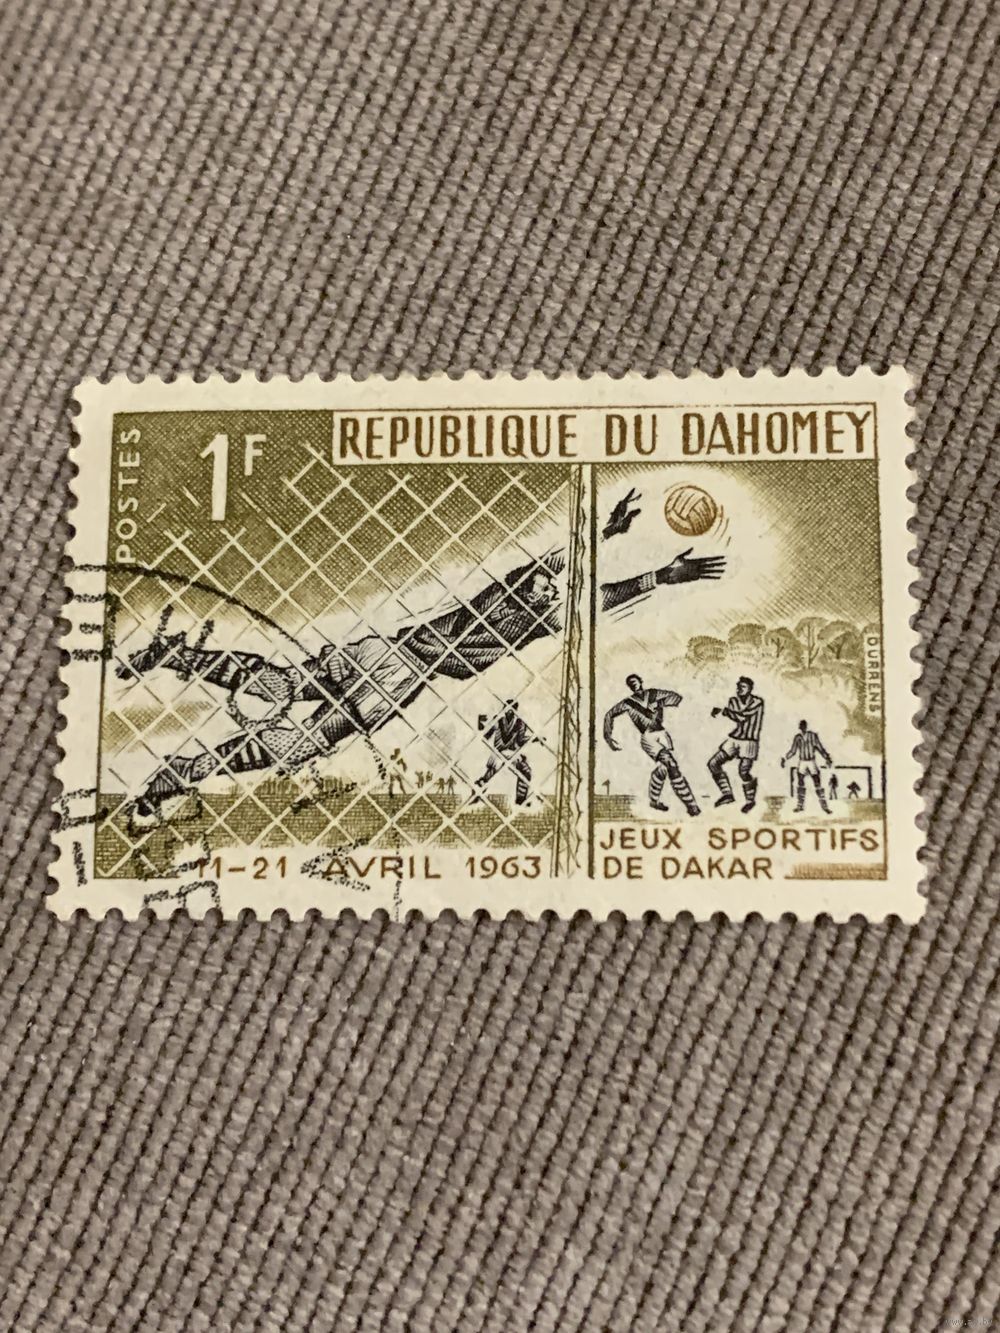 POSTES
1F
REPUBLIQUE DU DAHOMEY
DURRENS
11-21 AVRIL 1963
JEUX SPORTIFS
DE DAKAR